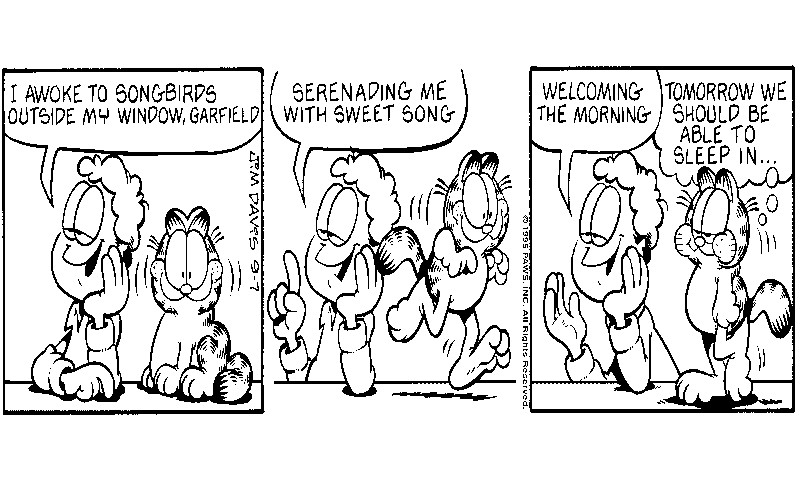 I AWOKE TO SONGBIRDS
OUTSIDE MY WINDOW, GARFIELD
JIM DAVIS 9-7
SERENADING ME
WITH SWEET SONG
WELCOMING
THE MORNING
TOMORROW WE
SHOULD BE
ABLE TO
SLEEP IN...
© 1995 PAWS, INC. All Rights Reserved.